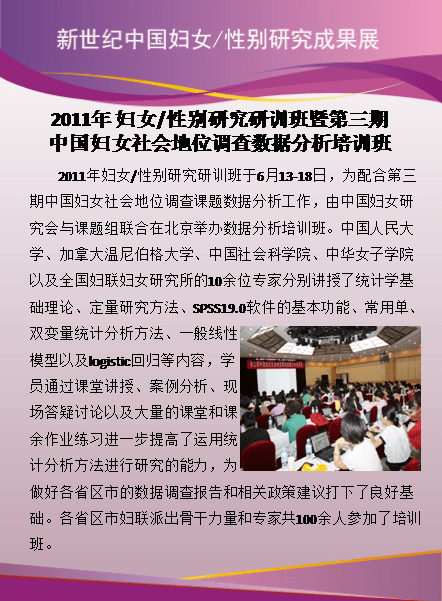 新世纪中国妇女/性别研究成果展
2011年 妇女/性别研究研训班暨第三期
中国妇女社会地位调查数据分析培训班
2011年妇女/性别研究研训班于6月13-18日，为配合第三
期中国妇女社会地位调查课题数据分析工作，由中国妇女研
究会与课题组联合在北京举办数据分析培训班。中国人民大
学、加拿大温尼伯格大学、中国社会科学院、中华女子学院
以及全国妇联妇女研究所的10余位专家分别讲授了统计学基
础理论、定量研究方法、SPSS19.0软件的基本功能、常用单、
双变量统计分析方法、一般线性
模型以及logistic回归等内容，学
员通过课堂讲授、案例分析、现
场答疑讨论以及大量的课堂和课
余作业练习进一步提高了运用统
计分析方法进行研究的能力，为
做好各省区市的数据调查报告和相关政策建议打下了良好基
础。各省区市妇联派出骨干力量和专家共100余人参加了培训
班。